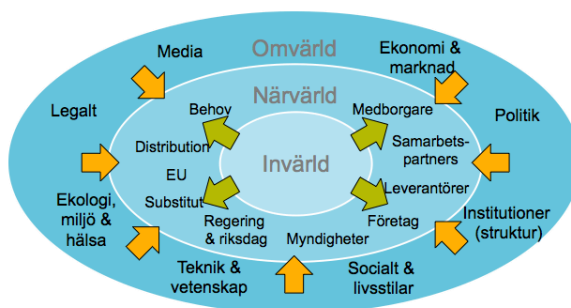 Omvärld
Media
Ekonomi &
marknad
Legalt
Närvärld
Politik
Behov
Medborgare
Distribution
Invärld
Samarbets-
partners
EU
Substitut
Leverantörer
Ekologi,
miljö &
hälsa
Regering
& riksdag
Myndigheter
Företag
Institutioner
(struktur)
Teknik &
vetenskap
Socialt &
livsstilar